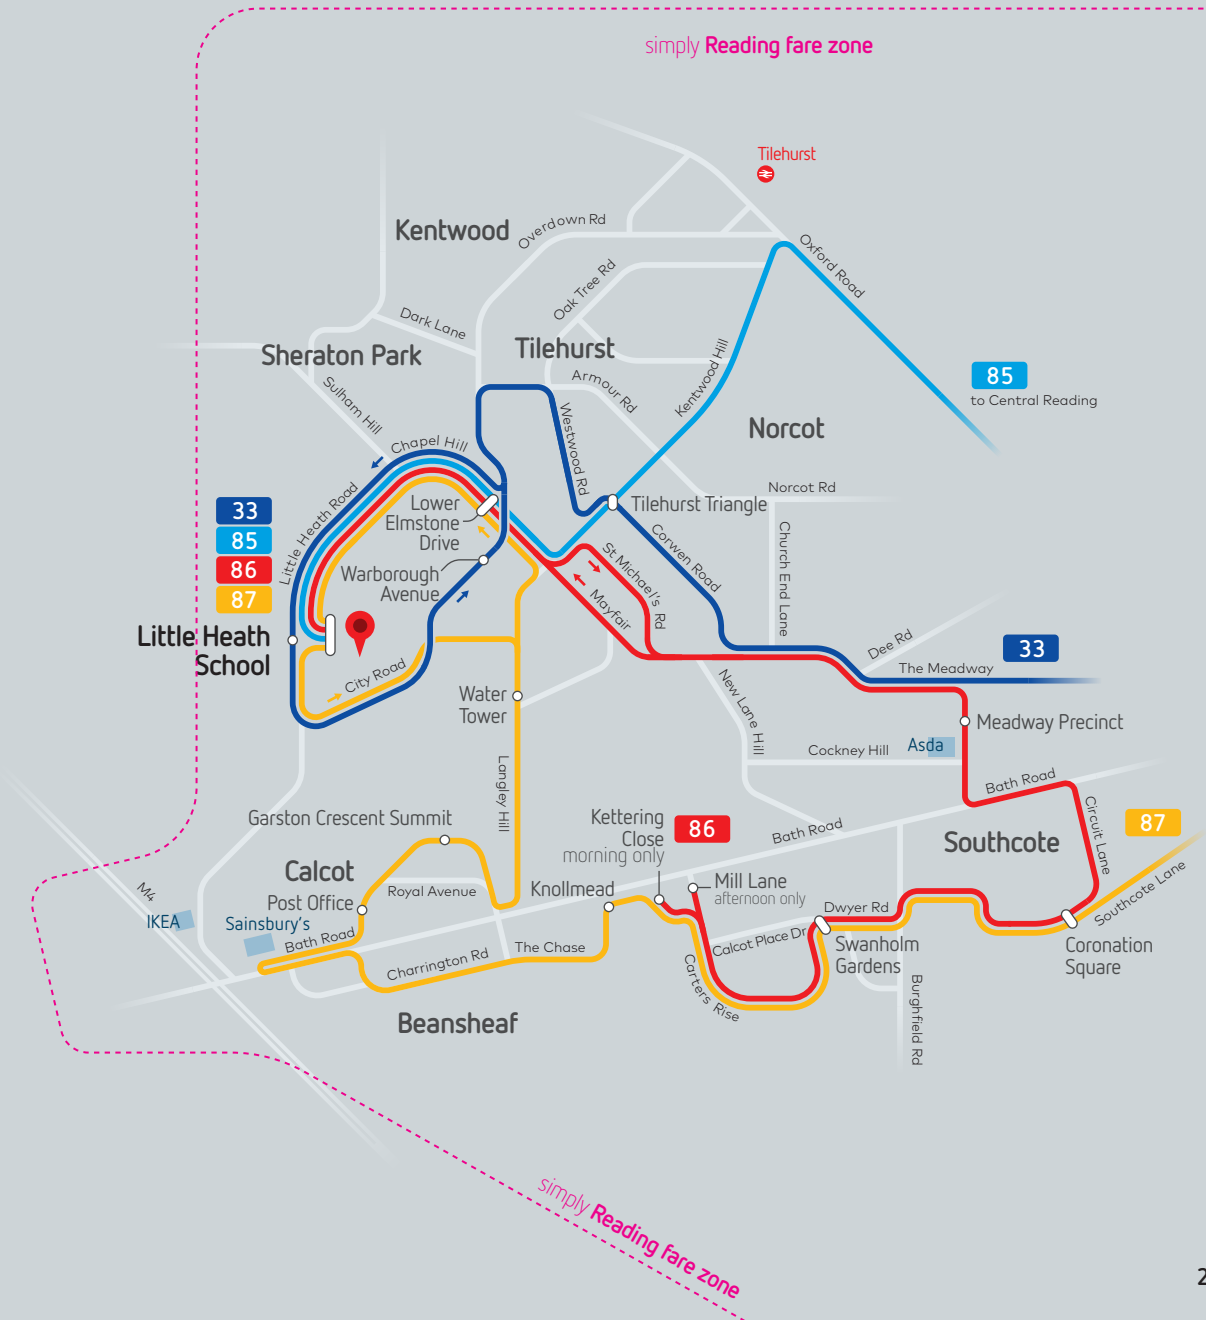 simply Reading fare zone
Tilehurst
Kentwood
Overdown Rd
Oxford Road
Oak Tree Rd
Dark Lane
Sheraton Park
Tilehurst
Kentwood Hill
Armour Rd
85
to Central Reading
Sulham Hill
Westwood Rd
Norcot
Chapel Hill
Norcot Rd
Little Heath Road
Lower
Elmstone
Drive
Tilehurst Triangle
33
85
86
87
Corwen Road
Church End Lane
St Michael's Rd
Warborough
Avenue
Mayfair
Little Heath
School
Dee Rd
33
The Meadway
City Road
New Lane Hill
Water
Tower
Meadway Precinct
Asda
Cockney Hill
Langley Hill
Bath Road
Circuit Lane
Garston Crescent Summit
Kettering
Close
morning only
86
Bath Road
87
Southcote
Calcot
Royal Avenue
Knollmead
Mill Lane
afternoon only
Southcote Lane
M4
IKEA
Post Office
Sainsbury's
Bath Road
Dwyer Rd
Calcot Place Dr
Swanholm
Gardens
Coronation
Square
The Chase
Charrington Rd
Carters Rise
Burghfield Rd
Beansheaf
simply Reading fare zone
2